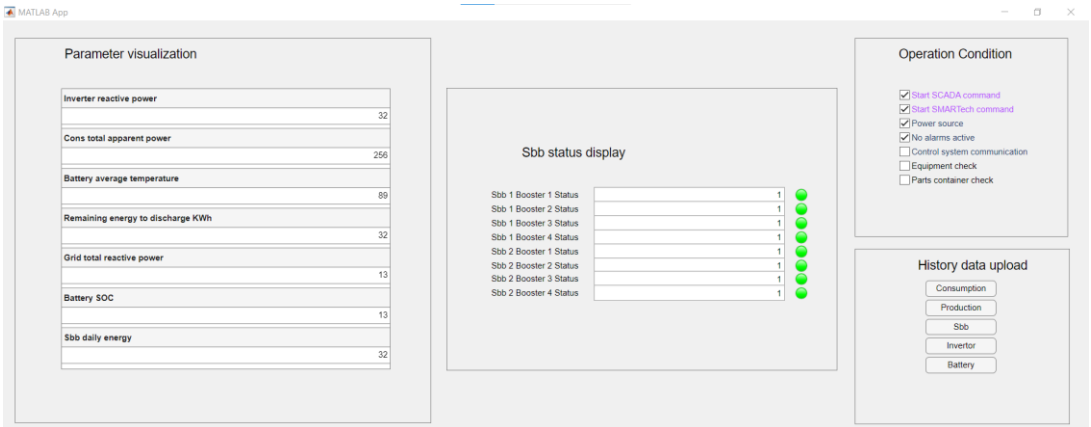 MATLAB App
Parameter visualization
Inverter reactive power
32
Cons total apparent power
256
Battery average temperature
89
Remaining energy to discharge KWh
32
Grid total reactive power
13
Battery SOC
13
Sbb daily energy
32
Sbb status display
Sbb 1 Booster 1 Status 1
Sbb 1 Booster 2 Status 1
Sbb 1 Booster 3 Status 1
Sbb 1 Booster 4 Status 1
Sbb 2 Booster 1 Status 1
Sbb 2 Booster 2 Status 1
Sbb 2 Booster 3 Status 1
Sbb 2 Booster 4 Status 1
Operation Condition
Start SCADA command
Start SMARTech command
Power source
No alarms active
Control system communication
Equipment check
Parts container check
History data upload
Consumption
Production
Sbb
Invertor
Battery